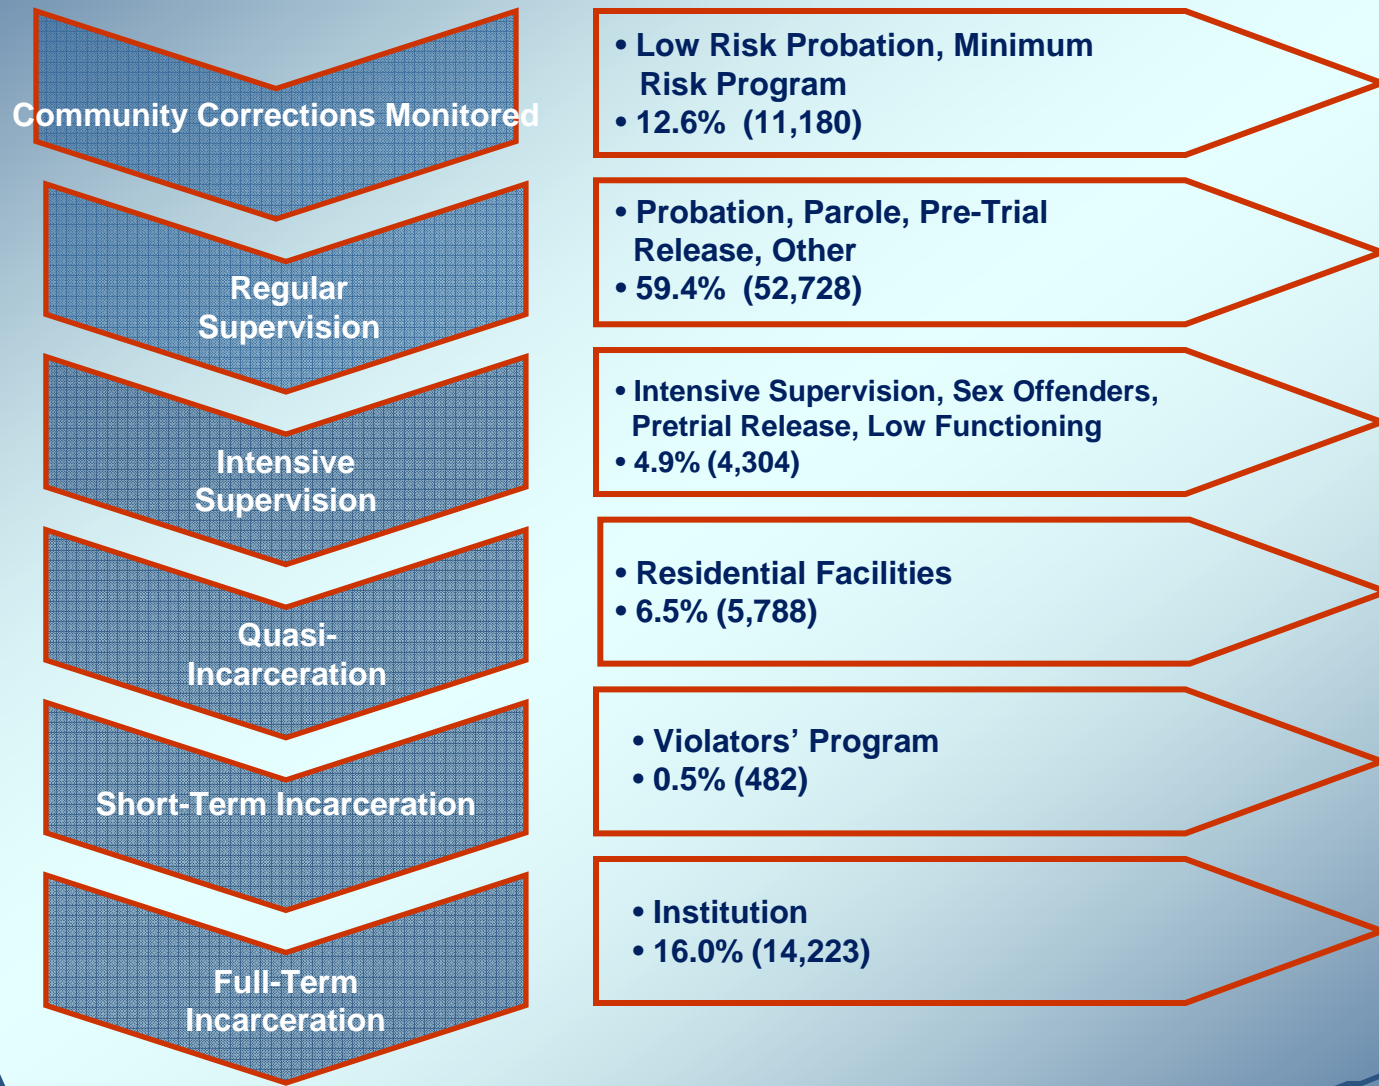 Community Corrections Monitored
• Low Risk Probation, Minimum
Risk Program
• 12.6% (11,180)
Regular
Supervision
• Probation, Parole, Pre-Trial
Release, Other
• 59.4% (52,728)
Intensive
Supervision
• Intensive Supervision, Sex Offenders,
Pretrial Release, Low Functioning
• 4.9% (4,304)
Quasi-
Incarceration
• Residential Facilities
• 6.5% (5,788)
Short-Term Incarceration
• Violators’ Program
• 0.5% (482)
Full-Term
Incarceration
• Institution
• 16.0% (14,223)